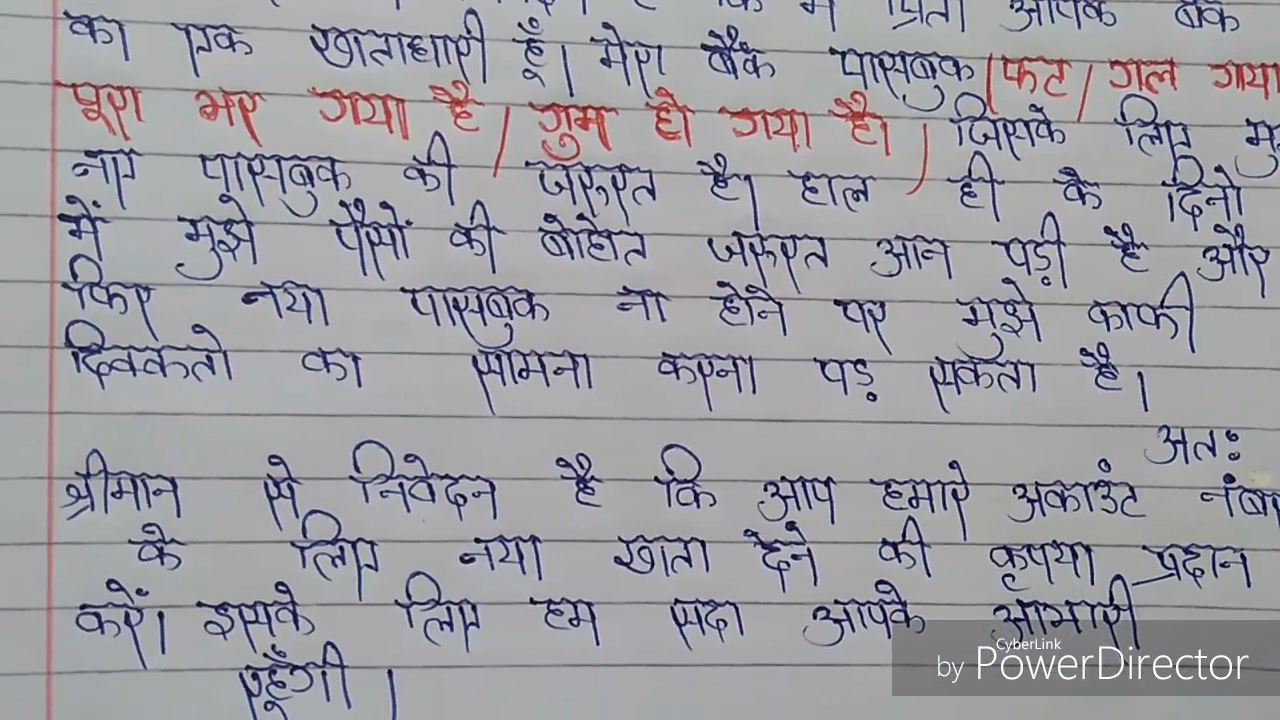 मैं प्रिती आपके बैंक
का एक खाताधारी हूँ। मेरा बैंक पासबुक/फट/गल गया
पूरा भर गया है/गुम हो गया है।/जिसके लिए
नए पासबुक की जरुरत है। हाल ही के दिनो
में मुझे पैसों की बोहोत जरुरत आन पड़ी है और
फिर नया पासबुक ना होने पर मुझे काफी
दिक्कतो का सामना करना पड़ सकता है।
अतः
श्रीमान से निवेदन है कि आप हमारे अकाउंट
के लिए नया खाता देने की कृपया प्रदान
करें। इसके लिए हम सदा आपके आभारी
रहूँगी।
CyberLink
by PowerDirector